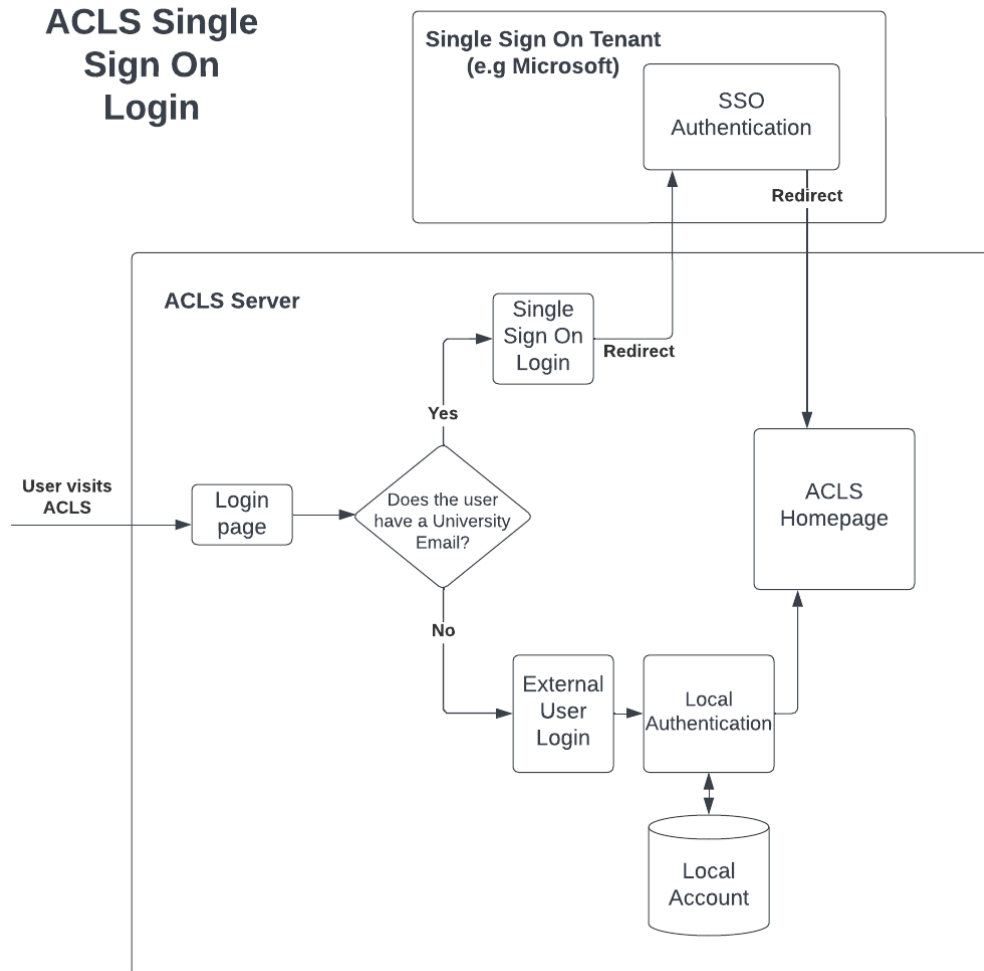 ACLS Single
Sign On
Login
Single Sign On Tenant
(e.g Microsoft)
SSO
Authentication
Redirect
ACLS Server
Single
Sign On
Login
Redirect
Yes
User visits
ACLS
Login
page
Does the user
have a University
Email?
ACLS
Homepage
No
External
User
Login
Local
Authentication
Local
Account